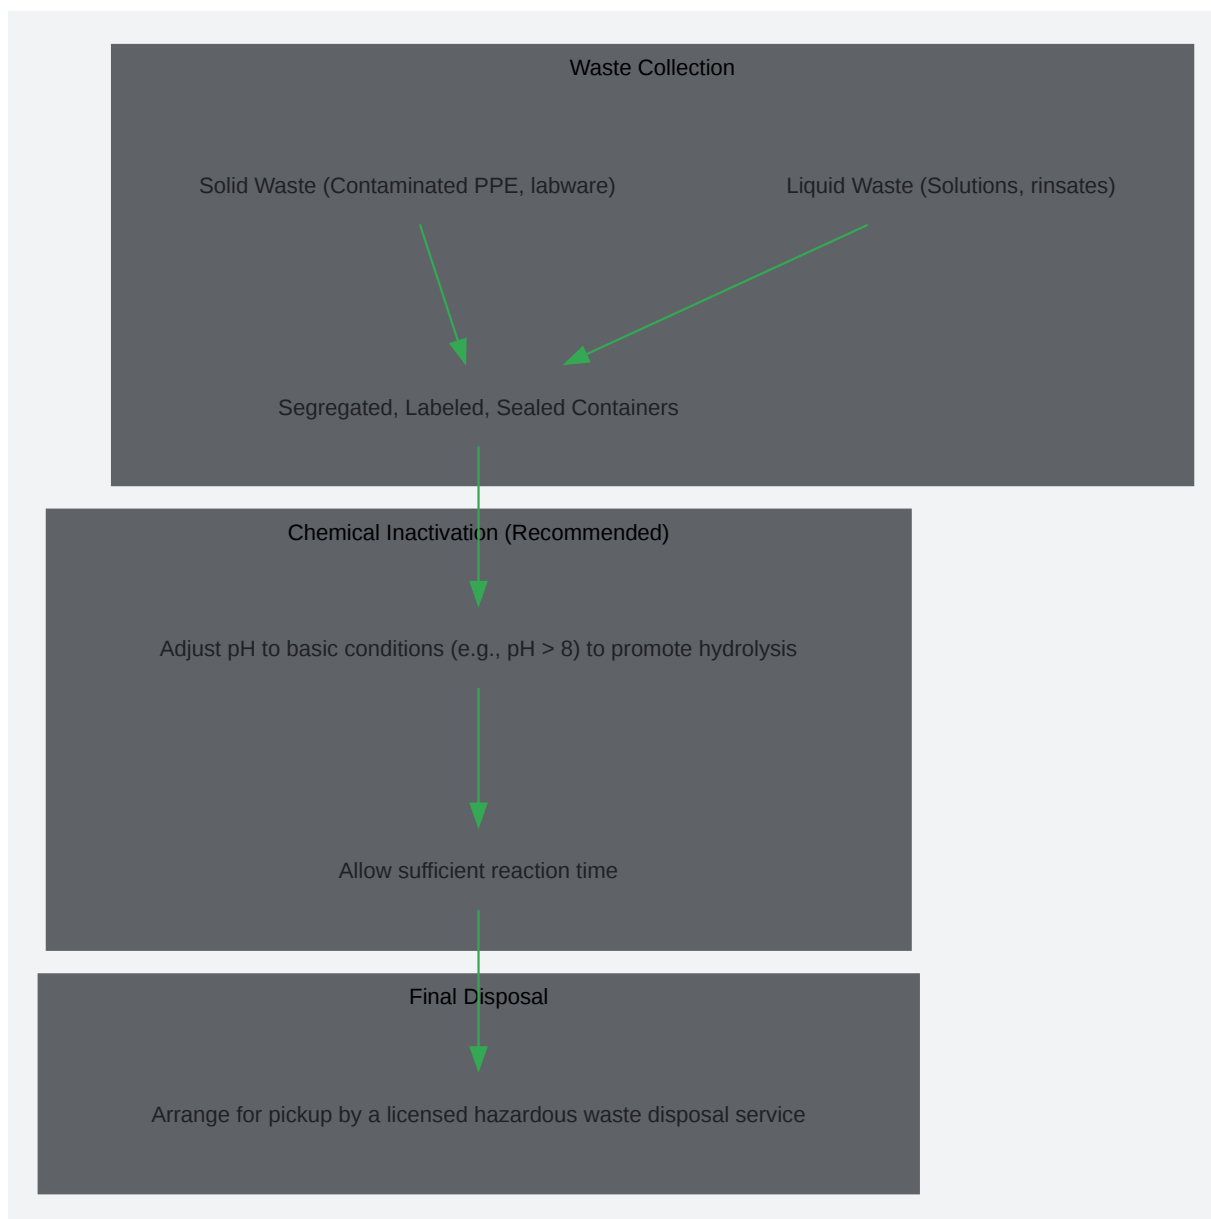 Waste Collection
Solid Waste (Contaminated PPE, labware)
Liquid Waste (Solutions, rinsates)
Segregated, Labeled, Sealed Containers
Chemical Inactivation (Recommended)
Adjust pH to basic conditions (e.g., pH > 8) to promote hydrolysis
Allow sufficient reaction time
Final Disposal
Arrange for pickup by a licensed hazardous waste disposal service